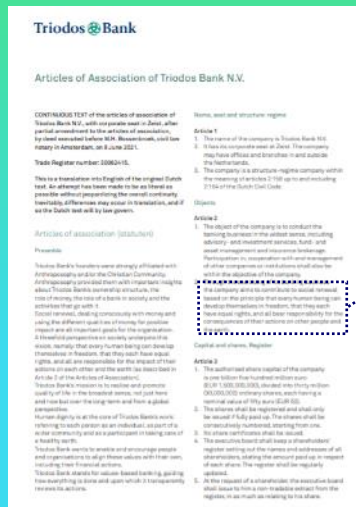 Triodos Bank
Articles of Association of Triodos Bank N.V.
CONTINUOUS TEXT of the articles of association of
Triodos Bank N.V., with corporate seat in Zeist, after
partial amendment to the articles of association,
by deed executed before
notary in Amsterdam, on 8 June 2021.
Trade Register number: 30062415.
This is a translation into English of the original Dutch
text. An attempt has been made to be as literal as
possible without jeopardizing the overall continuity.
Inevitably, differences may occur in translation, and if
so the Dutch text will by law govern.
Articles of association (statuten)
Preamble
Triodos Bank's founders were strongly affiliated with
Anthroposophy and/or the Christian Community.
Anthroposophy provided them with important insights
about Triodos Bank's ownership structure, the
role of money, the role of a bank in society and the
activities that go with it.
Social renewal, dealing consciously with money and
using the different qualities of money for positive
impact are all important goals for the organisation.
A threefold perspective on society underpins this
vision, namely: that every human being can develop
themselves in freedom, that they each have equal
rights, and all are responsible for the impact of their
actions on each other and the earth (as described in
Article 2 of the Articles of Association).
Triodos Bank's mission is to realise and promote
quality of life in the broadest sense, not just here
and now but over the long-term and from a global
perspective.
Human dignity is at the core of Triodos Bank's work:
referring to each person as an individual, as part of a
wider community and as a participant in taking care of
a healthy earth.
Triodos Bank wants to enable and encourage people
and organisations to align these values with their own,
including their financial actions.
Triodos Bank stands for values-based banking, guiding
how everything is done and upon which it transparently
reviews its actions.
Name, seat and structure regime
Article 1
1. The name of the company is Triodos Bank N.V.
2. It has its corporate seat in Zeist. The company
may have offices and branches in and outside
the Netherlands.
3. The company is a structure regime company within
the meaning of articles 2:158 up to and including
2:164 of the Dutch Civil Code.
Objects
Article 2
1. The object of the company is to conduct the
banking business in the widest sense, including
advisory- and investment services, fund- and
asset management and insurance brokerage.
Participation in, cooperation with and management
of other companies or institutions shall also be
within the objective of the company.
the company aims to contribute to social renewal,
based on the principle that every human being can
develop themselves in freedom, that they each
have equal rights, and all bear responsibility for the
consequences of their actions on other people and
the earth.
Capital and shares. Register
Article 3
1. The authorised share capital of the company
is one billion five hundred million euro
(EUR 1,500,000,000), divided into thirty million
(30,000,000) ordinary shares, each having a
nominal value of fifty euro (EUR 50).
2. The shares shall be registered and shall only
be issued if fully paid up. The shares shall be
consecutively numbered, starting from one.
3. No share certificates shall be issued.
4. The executive board shall keep a shareholders'
register setting out the names and addresses of all
shareholders, stating the amount paid up in respect
of each share. The register shall be regularly
updated.
5. At the request of a shareholder, the executive board
shall issue to him a non-tradable extract from the
register, in as much as relating to his share.